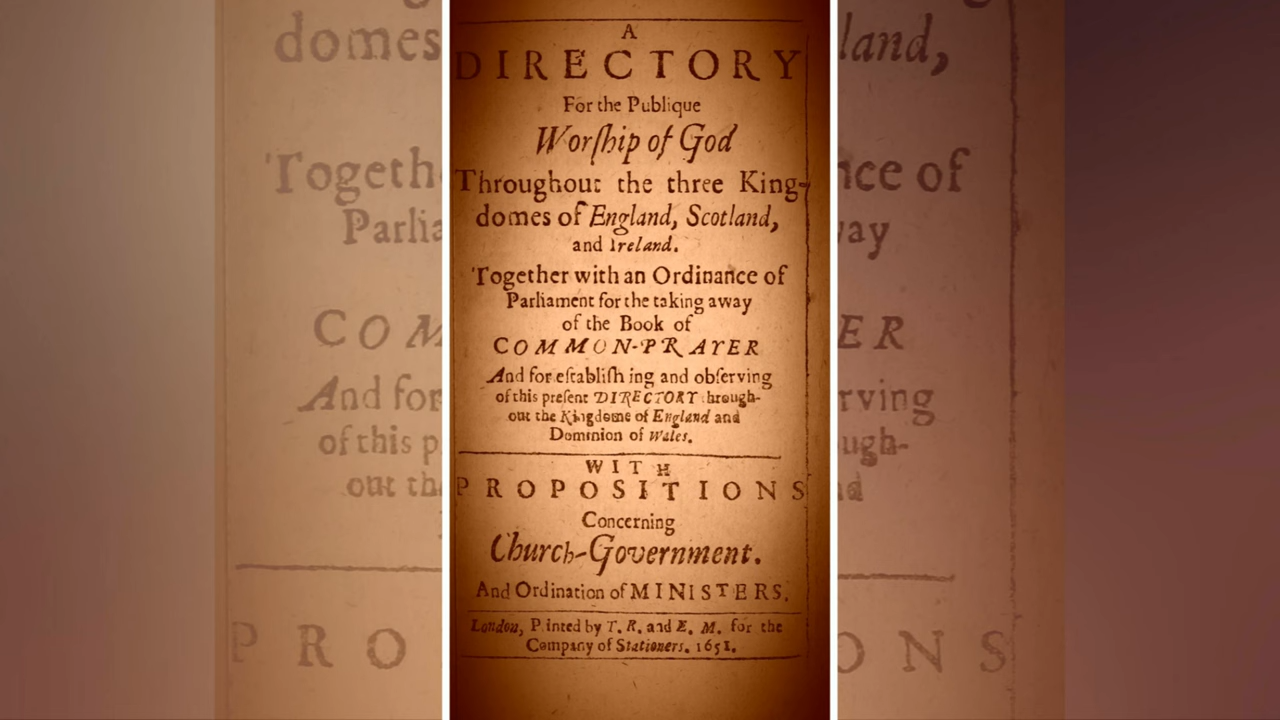 A
DIRECTORY
For the Publique
Worſhip of God
Throughout the three King-
domes of England, Scotland,
and Ireland.
Together with an Ordinance of
Parliament for the taking away
of the Book of
COMMON-PRAYER
And for eſtabliſh ing and obſerving
of this preſent DIRECTORY through-
out the Kingdome of England and
Dominion of Wales.
WITH
PROPOSITIONS
Concerning
Church-Government.
And Ordination of MINISTERS.
London, Printed by T. R. and E. M. for the
Company of Stationers. 1651.